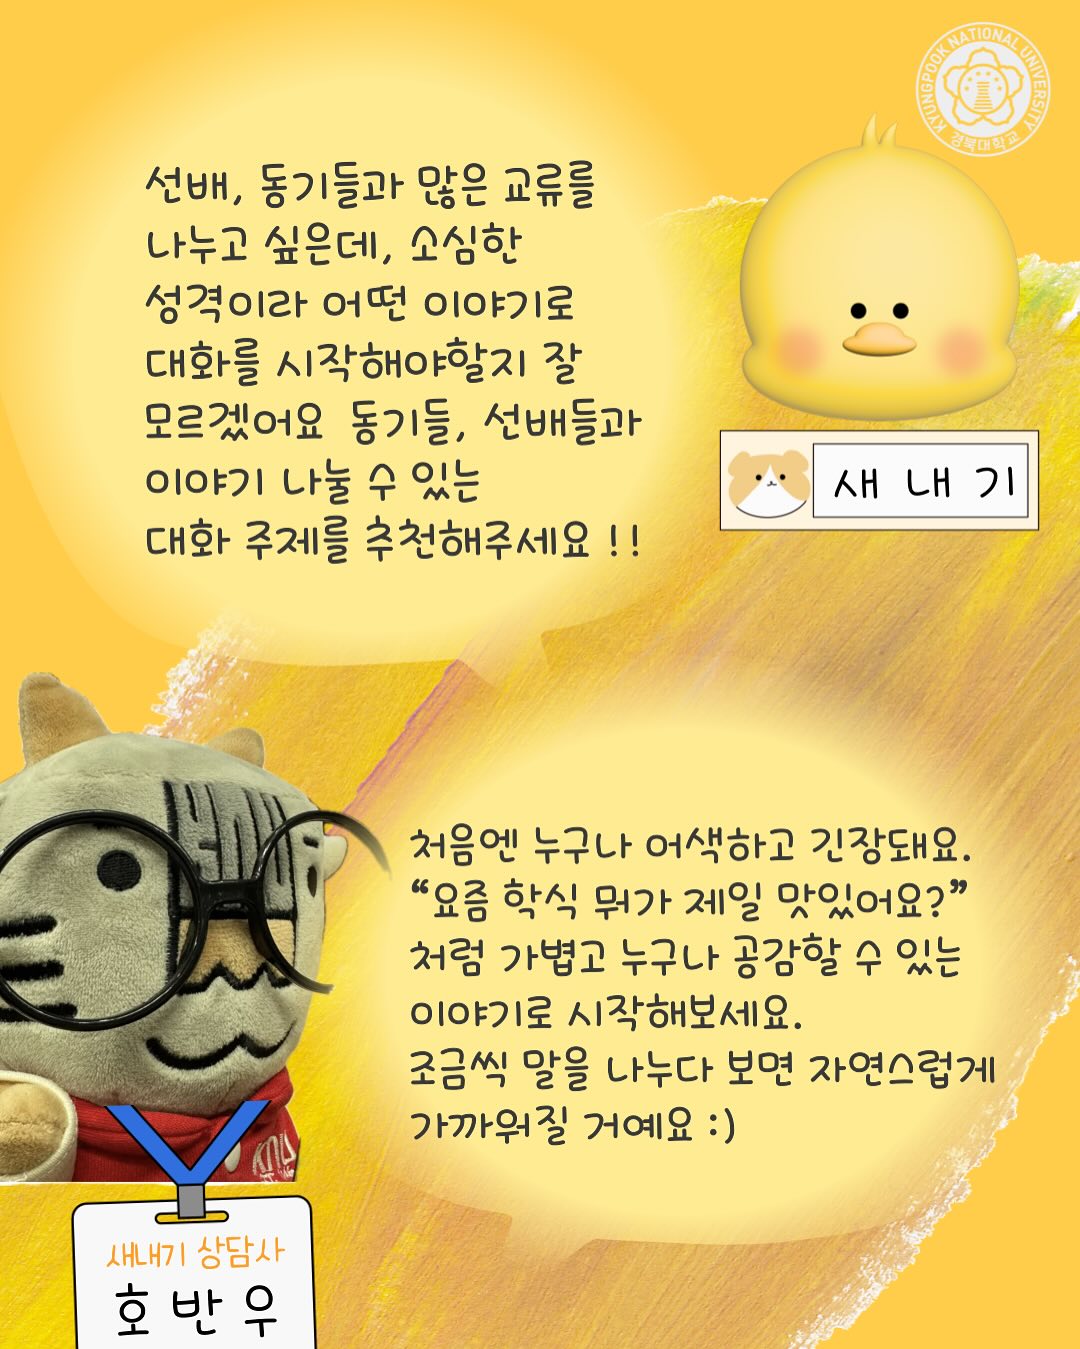 KYUNGPOOK NATIONAL UNIVERSITY
경북대학교
선배, 동기들과 많은 교류를
나누고 싶은데, 소심한
성격이라 어떤 이야기로
대화를 시작해야할지 잘
모르겠어요 동기들, 선배들과
이야기 나눌 수 있는
대화 주제를 추천해주세요 !!
새 내 기
처음엔 누구나 어색하고 긴장돼요.
“요즘 학식 뭐가 제일 맛있어요?”
처럼 가볍고 누구나 공감할 수 있는
이야기로 시작해보세요.
조금씩 말을 나누다 보면 자연스럽게
가까워질 거예요 :)
KNU
새내기 상담사
호 반 우